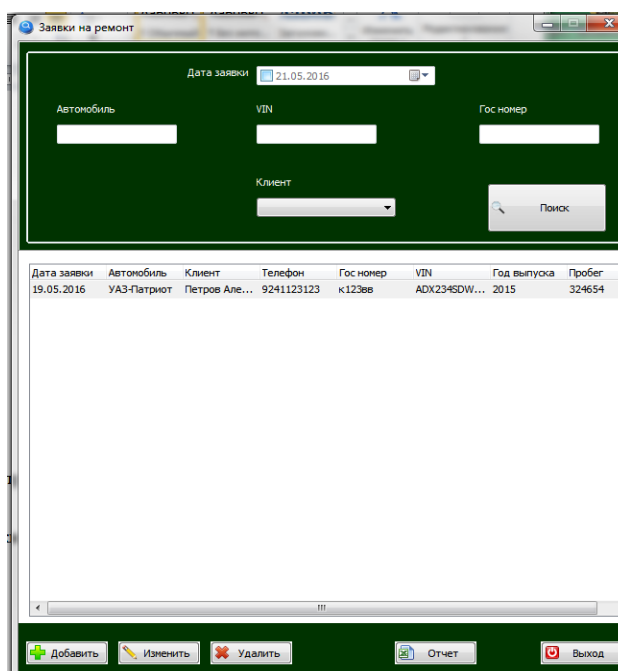 Заявки на ремонт
Дата заявки 21.05.2016
Автомобиль VIN Гос номер
Клиент
Поиск
Дата заявки Автомобиль Клиент Телефон Гос номер VIN Год выпуска Пробег
19.05.2016 УАЗ-Патриот Петров Але... 9241123123 к123вв ADX234SDW... 2015 324654
Добавить Изменить Удалить Отчет Выход